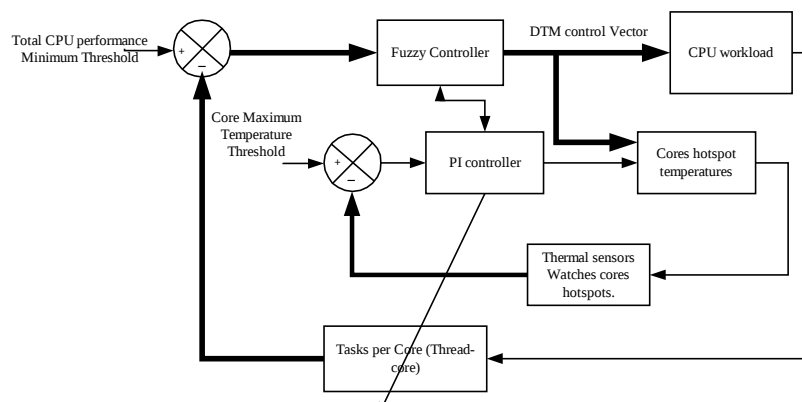 Total CPU performance
Minimum Threshold
+
−
Fuzzy Controller
DTM control Vector
CPU workload
Core Maximum
Temperature
Threshold
+
−
PI controller
Cores hotspot
temperatures
Thermal sensors
Watches cores
hotspots.
Tasks per Core (Thread-
core)